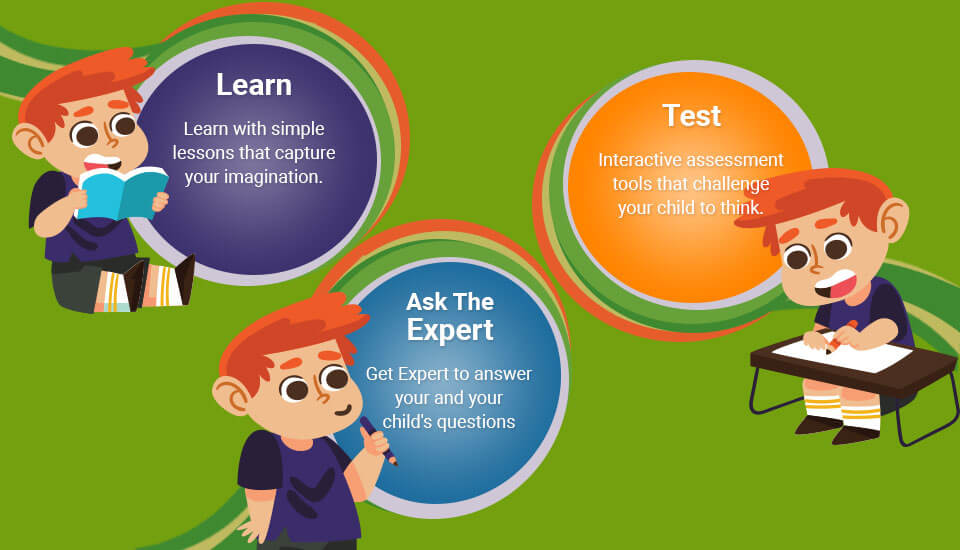 Learn
Learn with simple
lessons that capture
your imagination.
Test
Interactive assessment
tools that challenge
your child to think.
Ask The
Expert
Get Expert to answer
your and your
child's questions